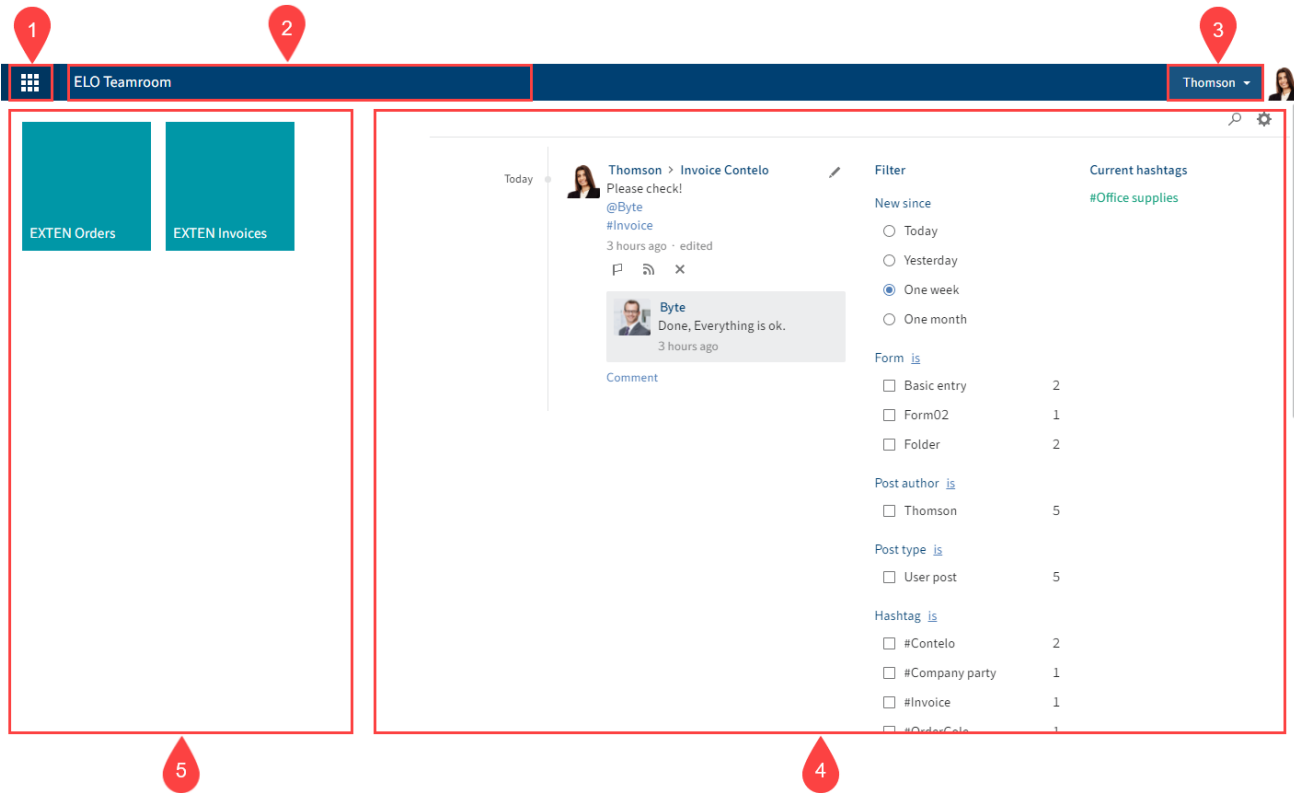 1
2
3
ELO Teamroom
Thomson
EXTEN Orders
EXTEN Invoices
Today
Thomson > Invoice Contelo
Please check!
@Byte
#Invoice
3 hours ago · edited
Byte
Done, Everything is ok.
3 hours ago
Comment
Filter
New since
Today
Yesterday
One week
One month
Form is
Basic entry 2
Form02 1
Folder 2
Post author is
Thomson 5
Post type is
User post 5
Hashtag is
#Contelo 2
#Company party 1
#Invoice 1
#OrderCole 1
Current hashtags
#Office supplies
5
4